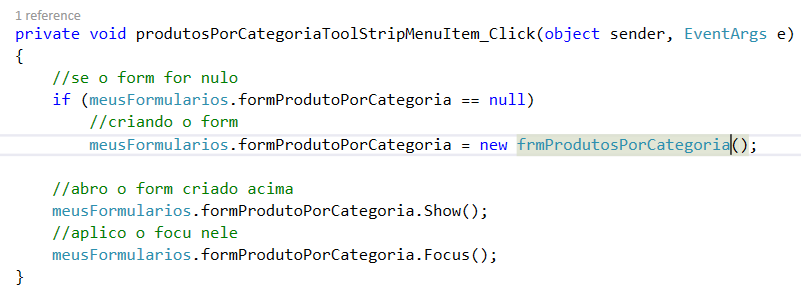 1 reference
private void produtosPorCategoriaToolStripMenuItem_Click(object sender, EventArgs e)
{
    //se o form for nulo
    if (meusFormularios.formProdutoPorCategoria == null)
        //criando o form
        meusFormularios.formProdutoPorCategoria = new frmProdutosPorCategoria();

    //abro o form criado acima
    meusFormularios.formProdutoPorCategoria.Show();
    //aplico o focu nele
    meusFormularios.formProdutoPorCategoria.Focus();
}